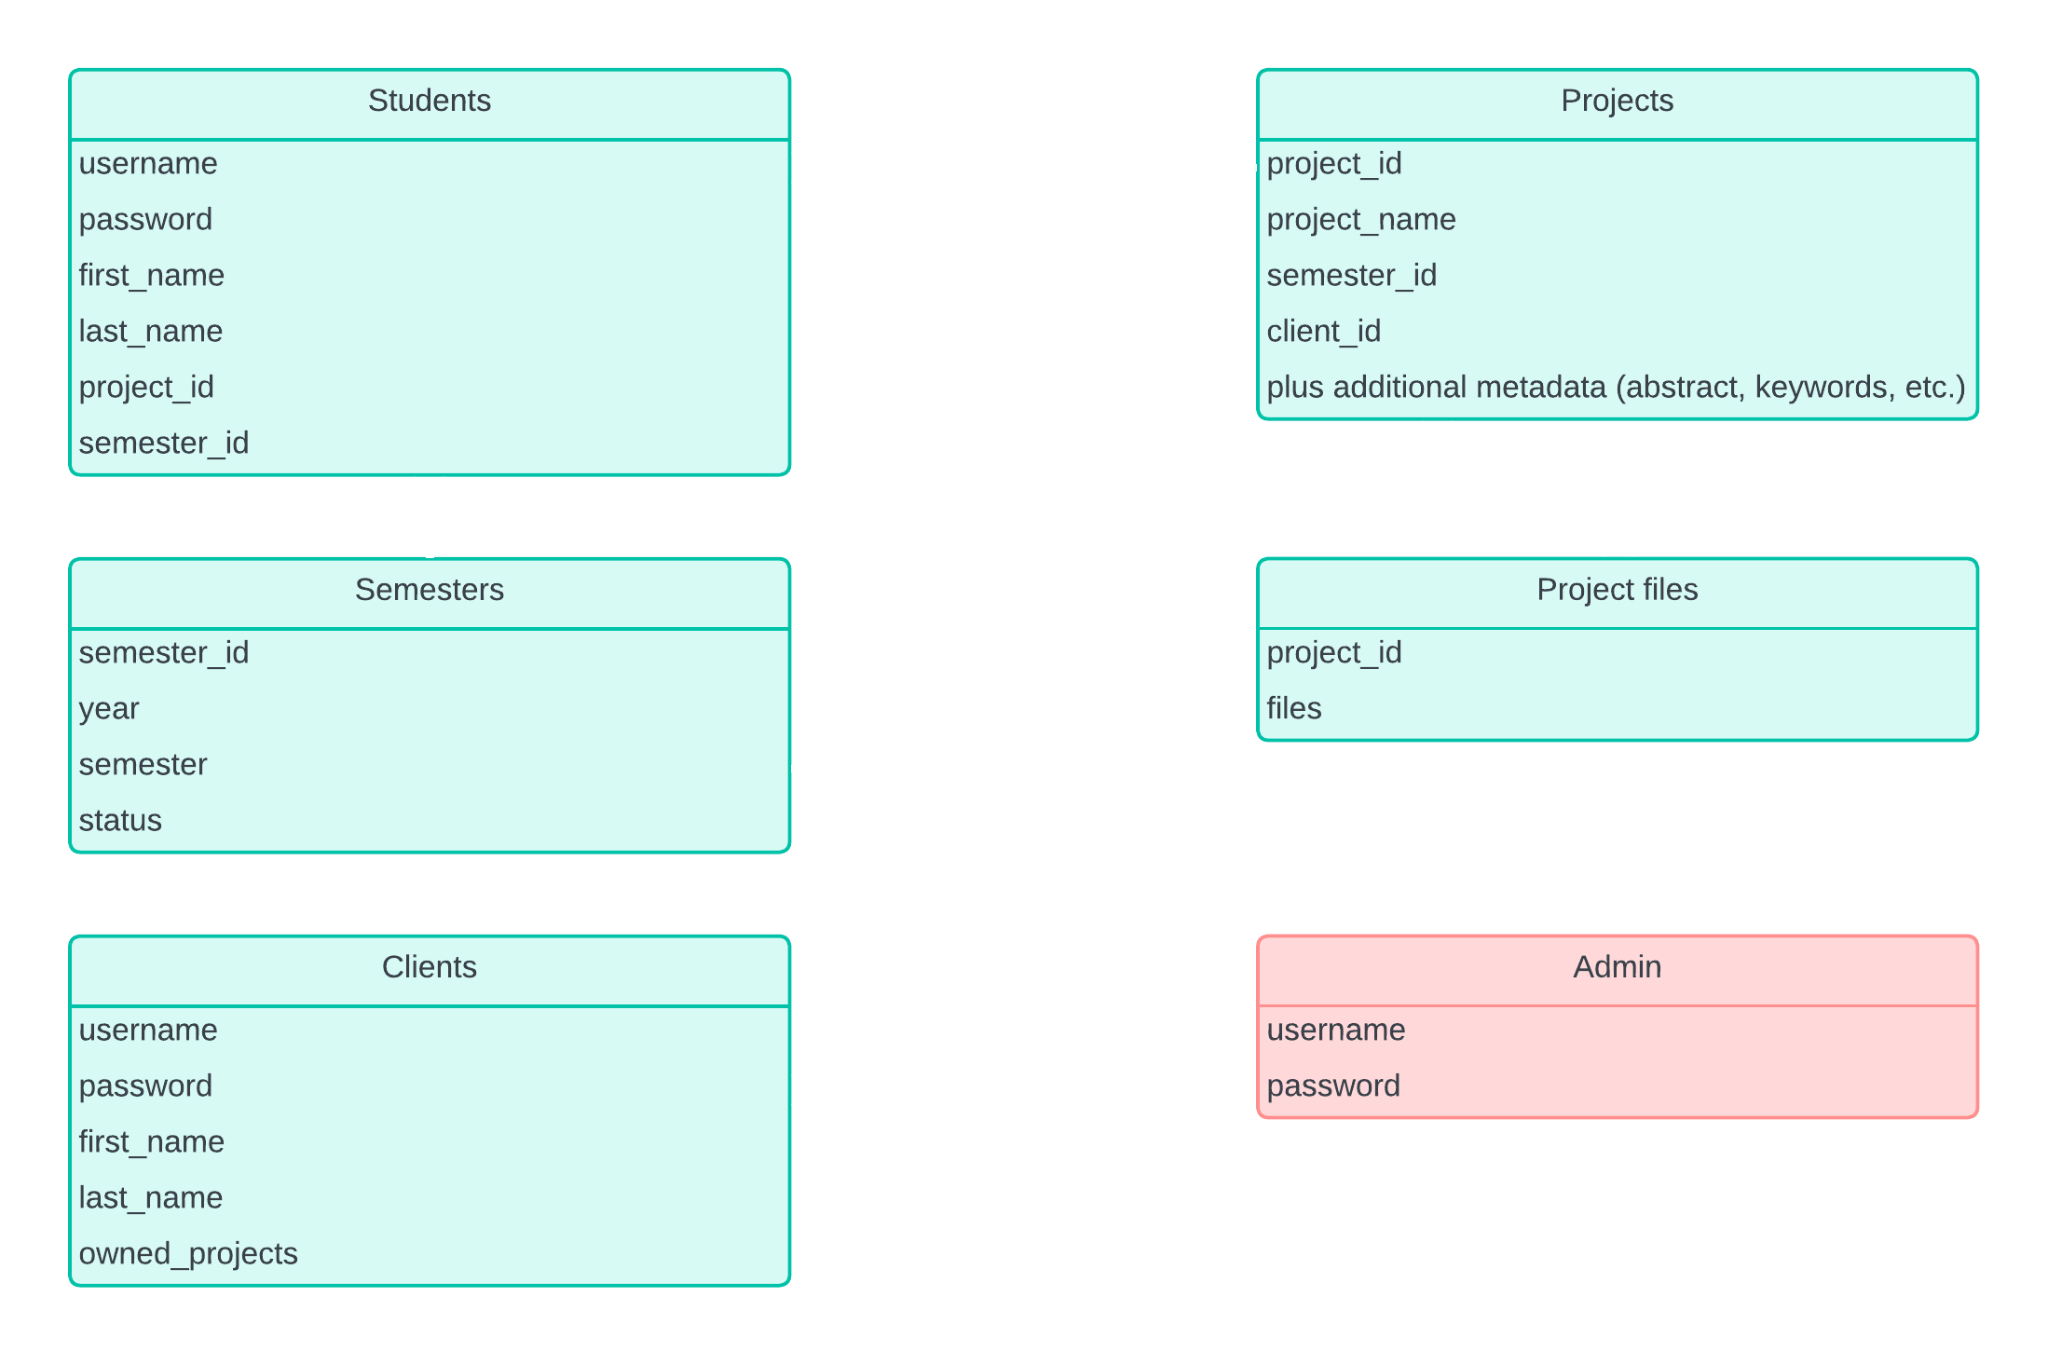 Students
username
password
first_name
last_name
project_id
semester_id
Projects
project_id
project_name
semester_id
client_id
plus additional metadata (abstract, keywords, etc.)
Semesters
semester_id
year
semester
status
Project files
project_id
files
Clients
username
password
first_name
last_name
owned_projects
Admin
username
password